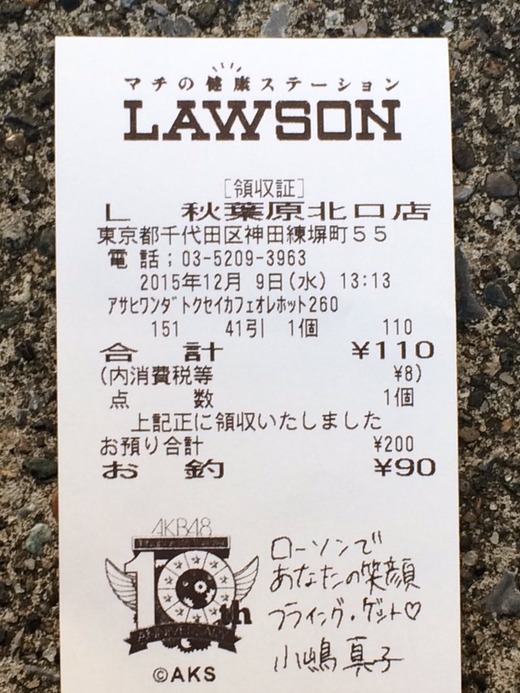 マチの健康ステーション
LAWSON
[領収証]
L 秋葉原北口店
東京都千代田区神田練塀町55
電話;03-5209-3963
2015年12月 9日(水) 13:13
アサヒワンダトクセイカフェオレホット260
151 41引 1個 110
合計 ¥110
(内消費税等 ¥8)
点数 1個
上記正に領収いたしました
お預り合計 ¥200
お釣 ¥90
AKB48
10th
©AKS
ローソンで
あなたの笑顔
フライング・ゲット♡
小嶋真子